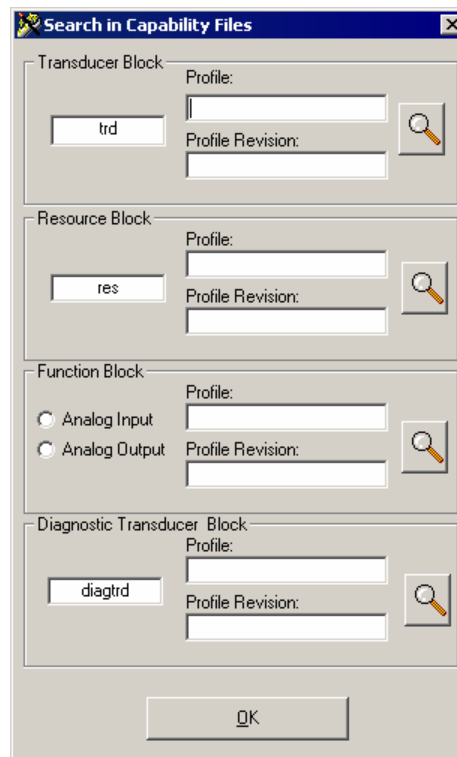 Search in Capability Files
Transducer Block
Profile:
trd
Profile Revision:
Resource Block
Profile:
res
Profile Revision:
Function Block
Profile:
Analog Input
Analog Output
Profile Revision:
Diagnostic Transducer Block
Profile:
diagtrd
Profile Revision:
OK